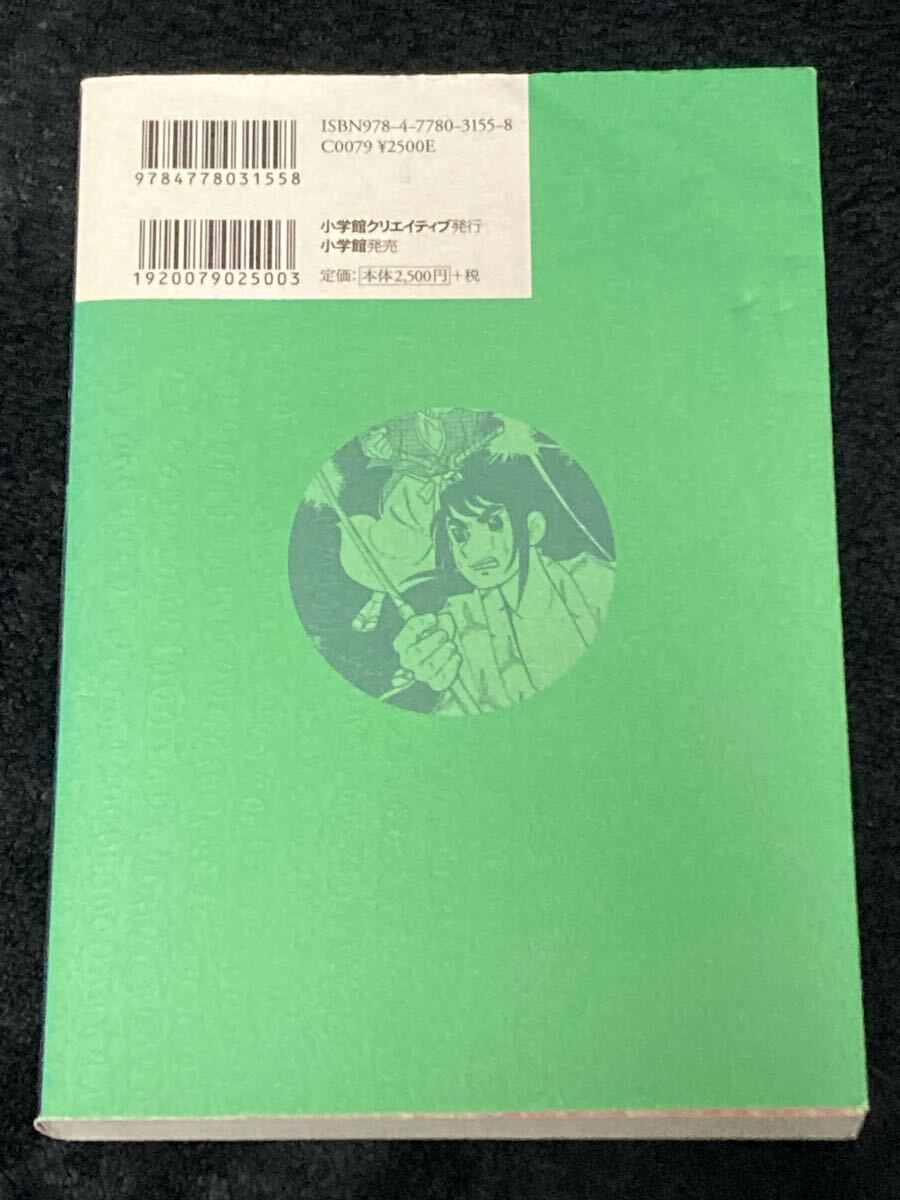 ISBN978-4-7780-3155-8
C0079 ¥2500E
9784778031558
小学館クリエイティブ発行
小学館発売
1920079025003
定価：本体2,500円+税